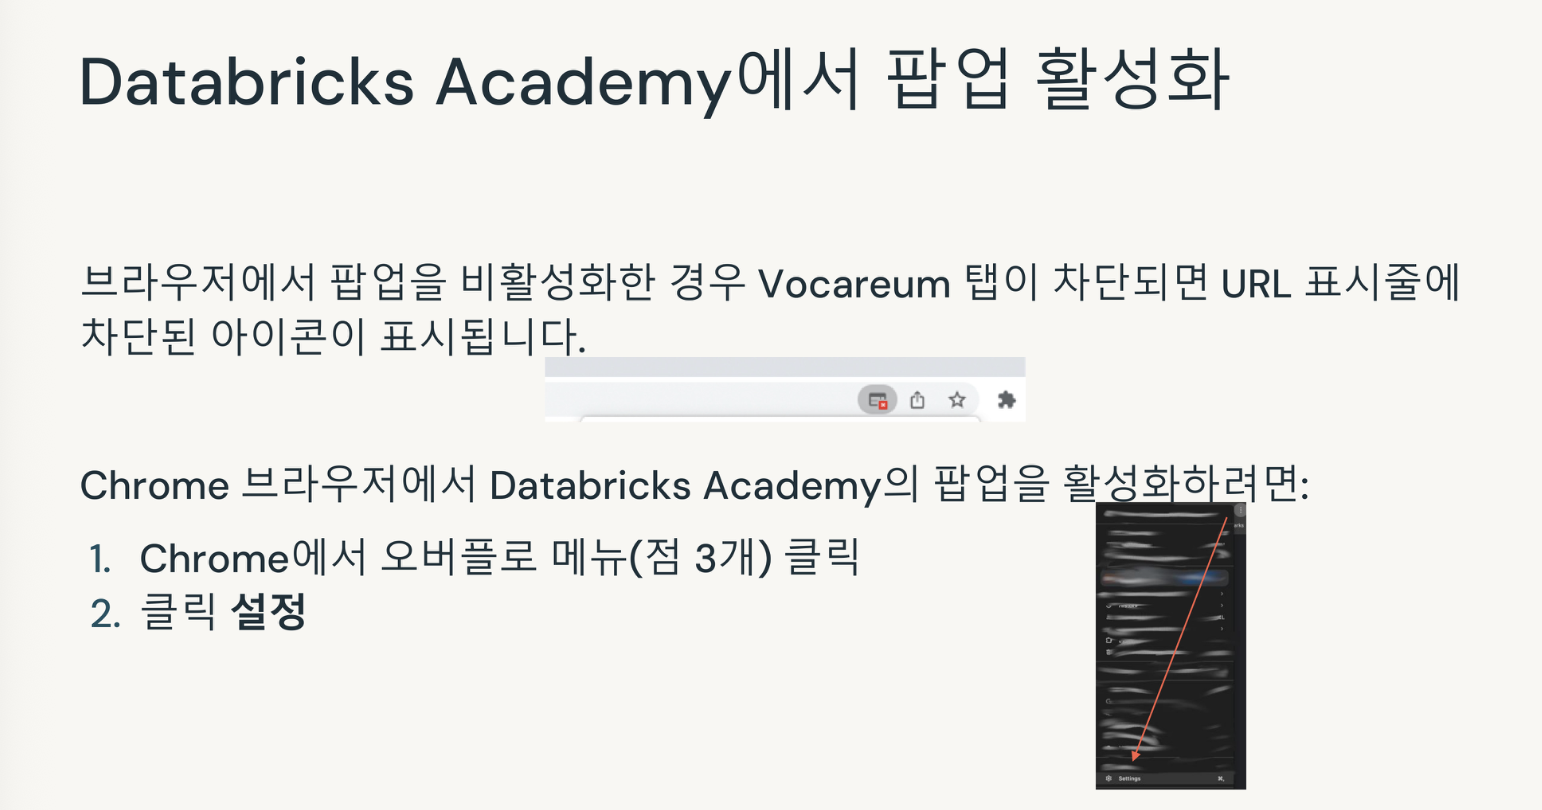 Databricks Academy에서 팝업 활성화
브라우저에서 팝업을 비활성화한 경우 Vocareum 탭이 차단되면 URL 표시줄에
차단된 아이콘이 표시됩니다.
Chrome 브라우저에서 Databricks Academy의 팝업을 활성화하려면:
1. Chrome에서 오버플로 메뉴(점 3개) 클릭
2. 클릭 설정
Settings